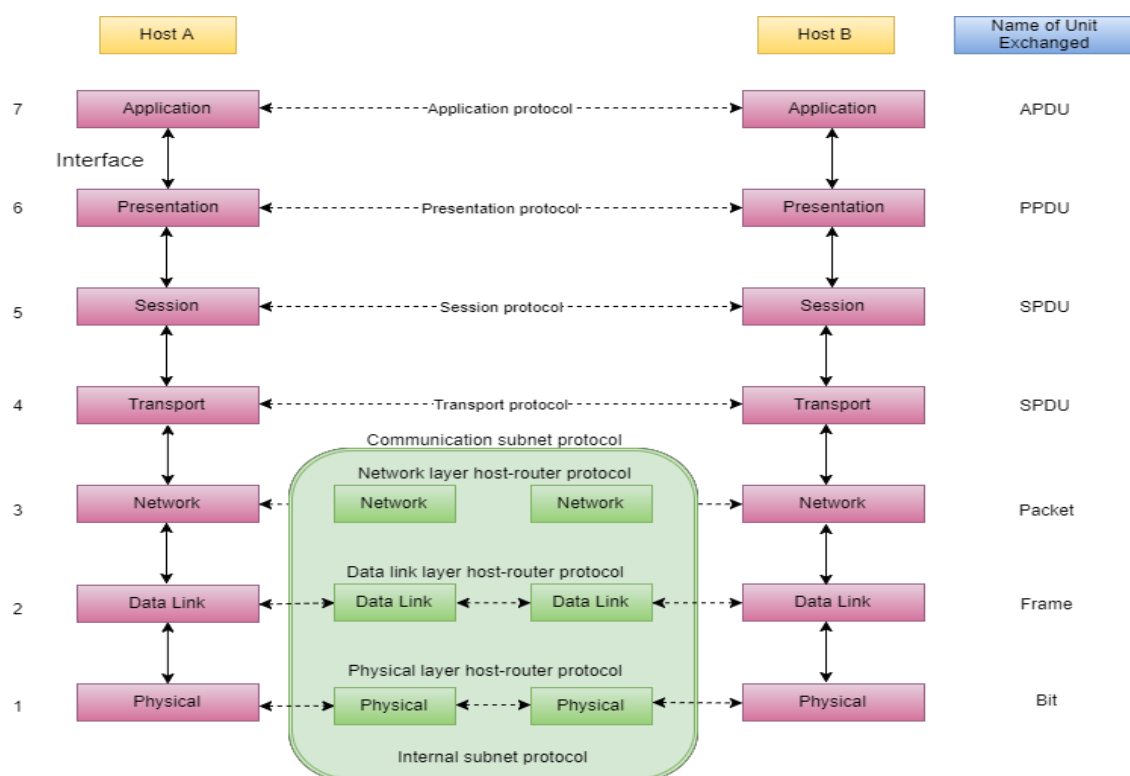 Host A
Host B
Name of Unit
Exchanged
7
Application
Application protocol
Application
APDU
Interface
6
Presentation
Presentation protocol
Presentation
PPDU
5
Session
Session protocol
Session
SPDU
4
Transport
Transport protocol
Transport
SPDU
Communication subnet protocol
Network layer host-router protocol
3
Network
Network
Network
Network
Packet
Data link layer host-router protocol
2
Data Link
Data Link
Data Link
Data Link
Frame
Physical layer host-router protocol
1
Physical
Physical
Physical
Physical
Bit
Internal subnet protocol